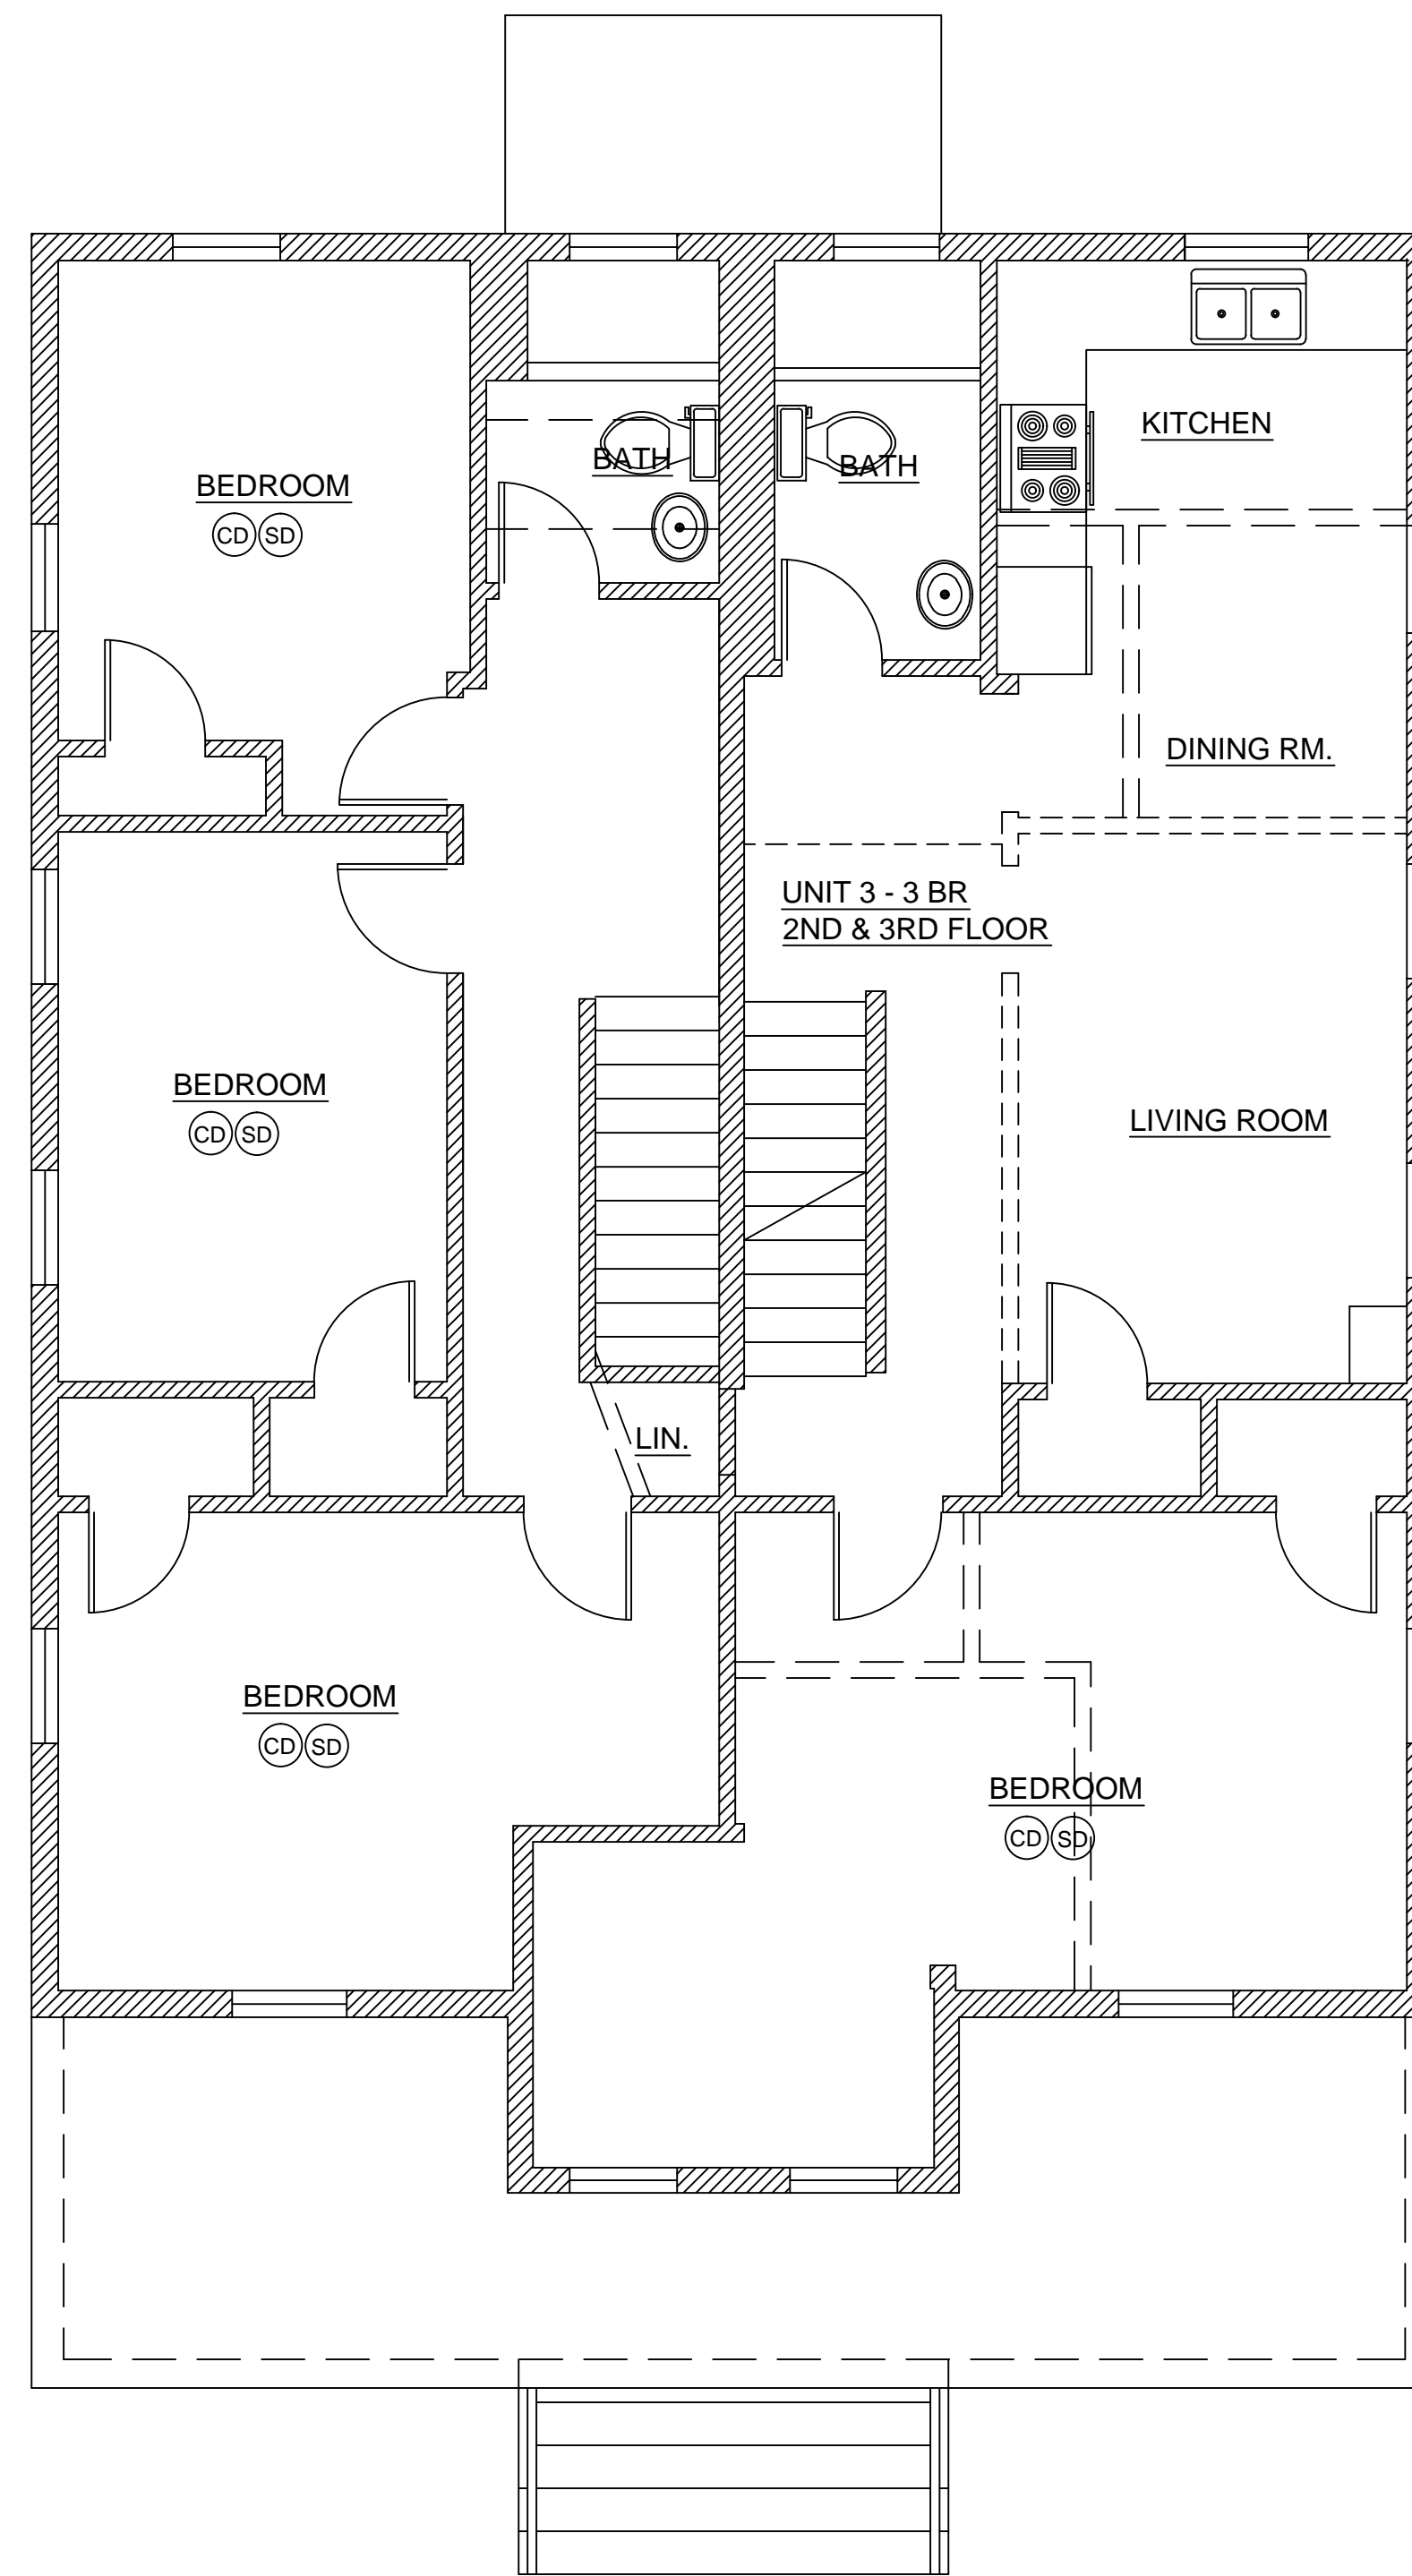 KITCHEN
BATH
BATH
BEDROOM
CD SD
DINING RM.
UNIT 3 - 3 BR
2ND & 3RD FLOOR
BEDROOM
CD SD
LIVING ROOM
LIN.
BEDROOM
CD SD
BEDROOM
CD SD